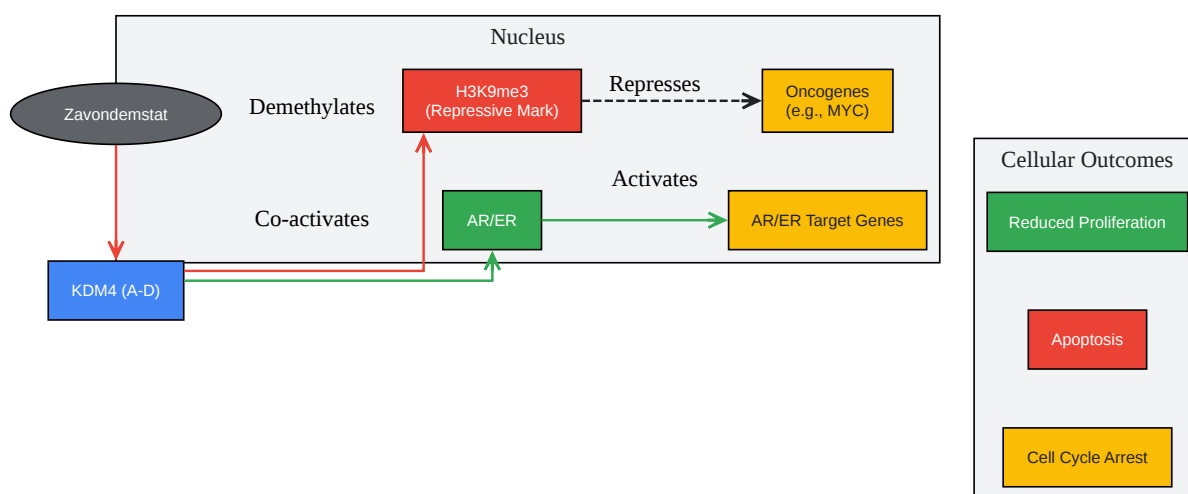 Nucleus
Zavondemstat
Demethylates
H3K9me3
(Repressive Mark)
Represses
Oncogenes
(e.g., MYC)
Co-activates
AR/ER
Activates
AR/ER Target Genes
KDM4 (A-D)
Cellular Outcomes
Reduced Proliferation
Apoptosis
Cell Cycle Arrest